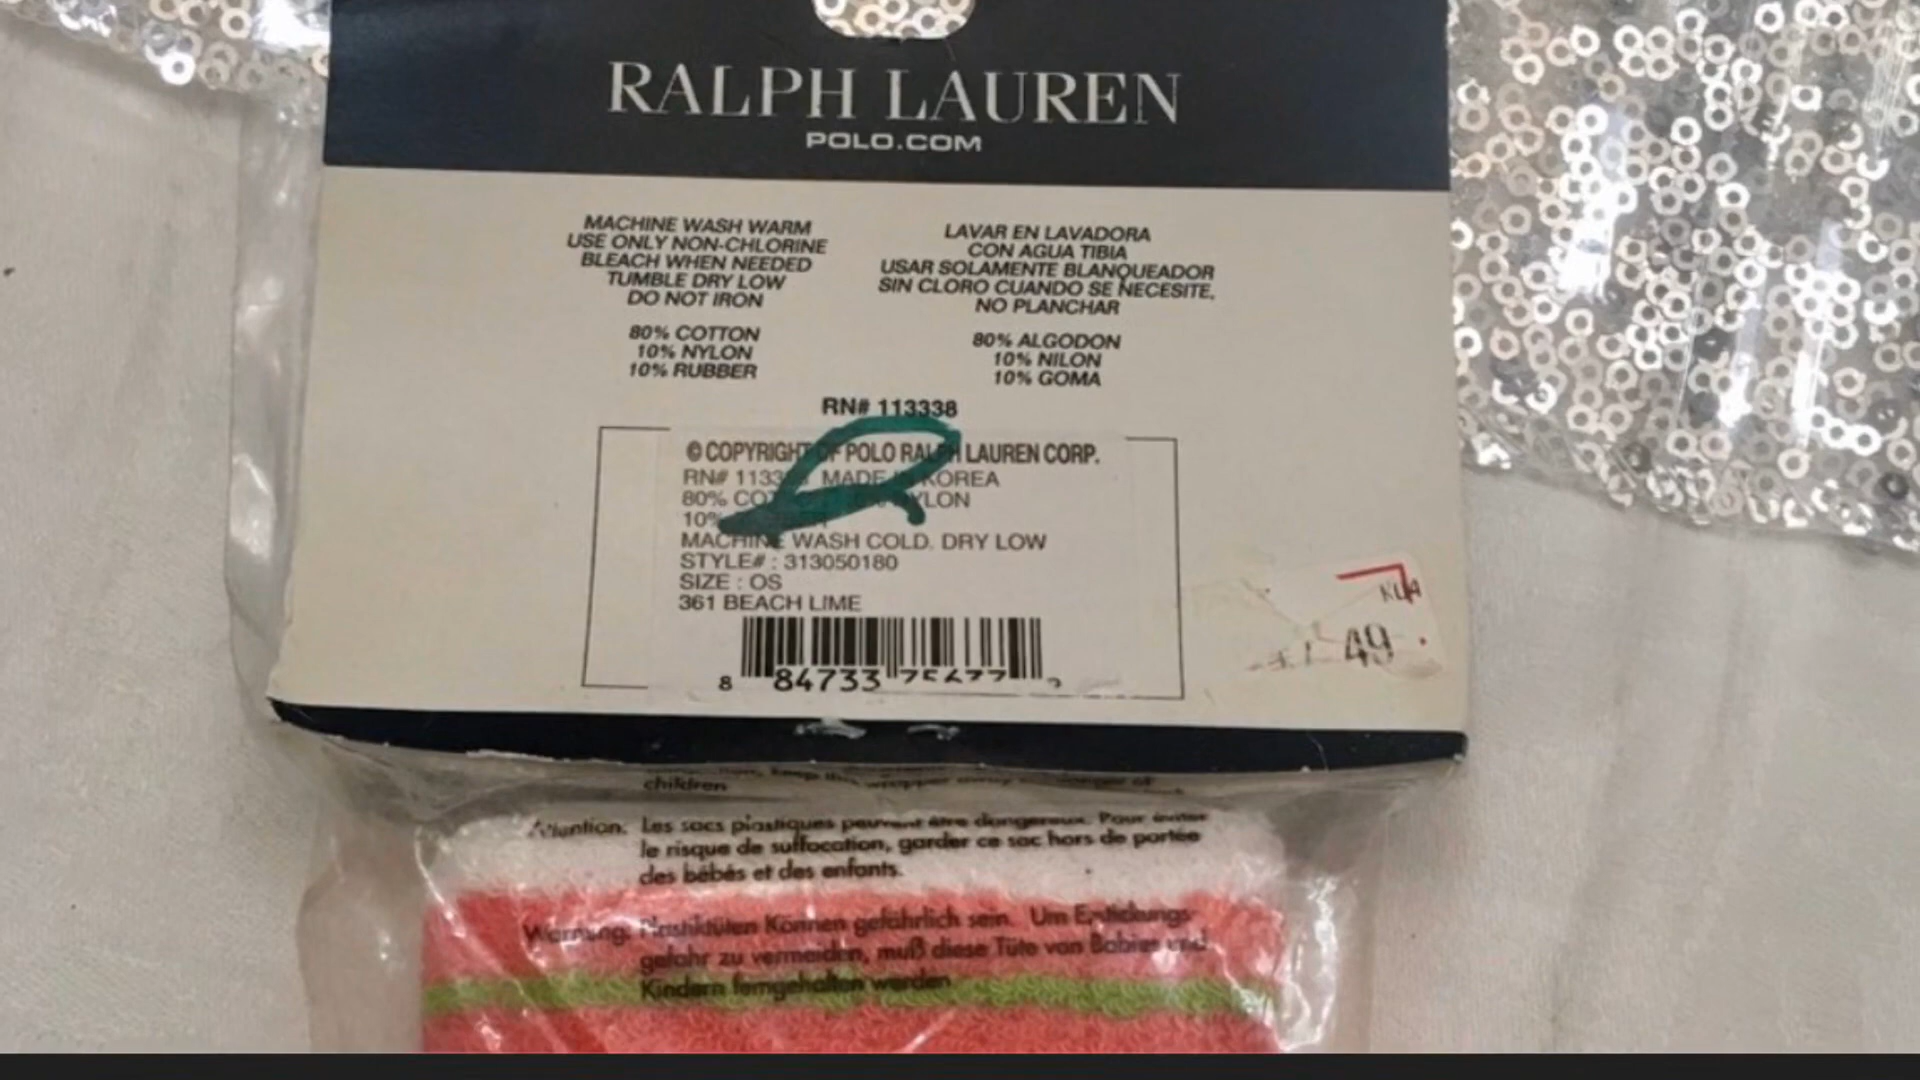 RALPH LAUREN
POLO.COM
MACHINE WASH WARM
USE ONLY NON-CHLORINE
BLEACH WHEN NEEDED
TUMBLE DRY LOW
DO NOT IRON
80% COTTON
10% NYLON
10% RUBBER
LAVAR EN LAVADORA
CON AGUA TIBIA
USAR SOLAMENTE BLANQUEADOR
SIN CLORO CUANDO SE NECESITE,
NO PLANCHAR
80% ALGODON
10% NILON
10% GOMA
RN# 113338
© COPYRIGHT OF POLO RALPH LAUREN CORP.
RN# MADE IN KOREA
80%
10%
MACHINE WASH COLD. DRY LOW
STYLE# : 313050180
SIZE : OS
361 BEACH LIME
8 84733
49
keep this wrapper away
children
Attention. Les sacs plastiques peuvent être dangereux. Pour éviter
le risque de suffocation, garder ce sac hors de portée
des bébés et des enfants.
Warnung: Plastiktüten Können gefährlich sein. Um Erstickungs-
gefahr zu vermeiden, muß diese Tüte von Babies und
Kindern ferngehalten werden